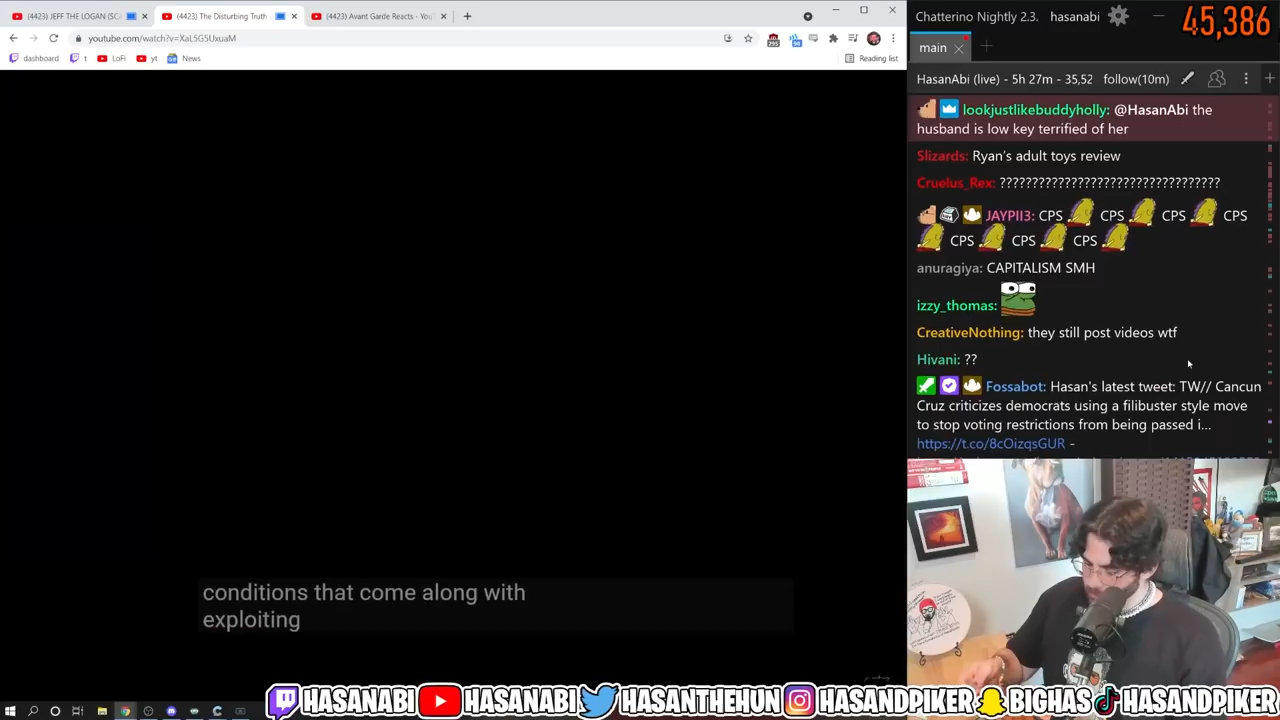 (4423) JEFF THE LOGAN (SCA
(4423) The Disturbing Truth
(4423) Avant Garde Reacts - YouT
youtube.com/watch?v=XaL5G5UxuaM
dashboard
t
LoFi
yt
News
Reading list
conditions that come along with
exploiting
Chatterino Nightly 2.3. hasanabi
45,386
main
HasanAbi (live) - 5h 27m - 35,52 follow(10m)
lookjustlikebuddyholly: @HasanAbi the
husband is low key terrified of her
Slizards: Ryan's adult toys review
Cruelus_Rex: ??????????????????????????????????
JAYPII3: CPS CPS CPS CPS
CPS CPS CPS
anuragiya: CAPITALISM SMH
izzy_thomas:
CreativeNothing: they still post videos wtf
Hivani: ??
Fossabot: Hasan's latest tweet: TW// Cancun
Cruz criticizes democrats using a filibuster style move
to stop voting restrictions from being passed i...
https://t.co/8cOizqsGUR -
HASANABI HASANABI HASANTHEHUN HASANDPIKER BIGHAS HASANDPIKER